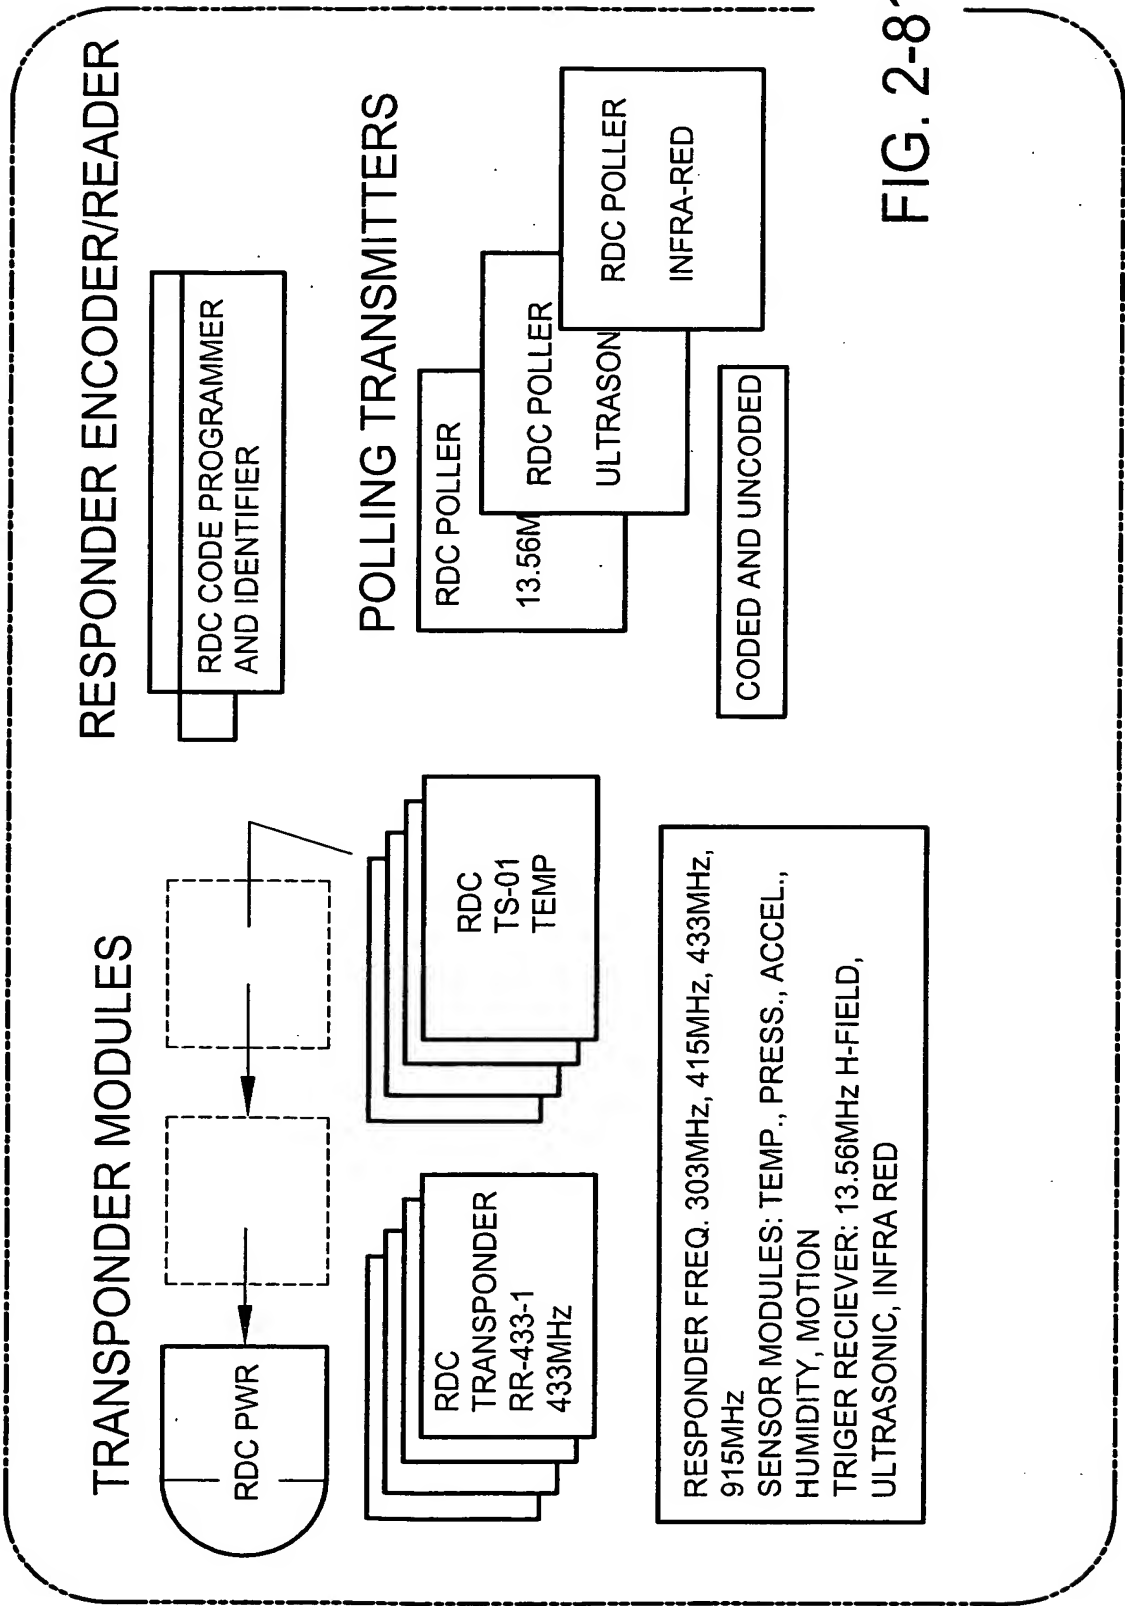 TRANSPONDER MODULES
RDC PWR
RDC
TRANSPONDER
RR-433-1
433MHz
RDC
TS-01
TEMP
RESPONDER FREQ. 303MHz, 415MHz, 433MHz,
915MHz
SENSOR MODULES: TEMP., PRESS., ACCEL.,
HUMIDITY, MOTION
TRIGER RECIEVER: 13.56MHz H-FIELD,
ULTRASONIC, INFRA RED
RESPONDER ENCODER/READER
RDC CODE PROGRAMMER
AND IDENTIFIER
POLLING TRANSMITTERS
RDC POLLER
13.56M
RDC POLLER
ULTRASON
RDC POLLER
INFRA-RED
CODED AND UNCODED
FIG. 2-8